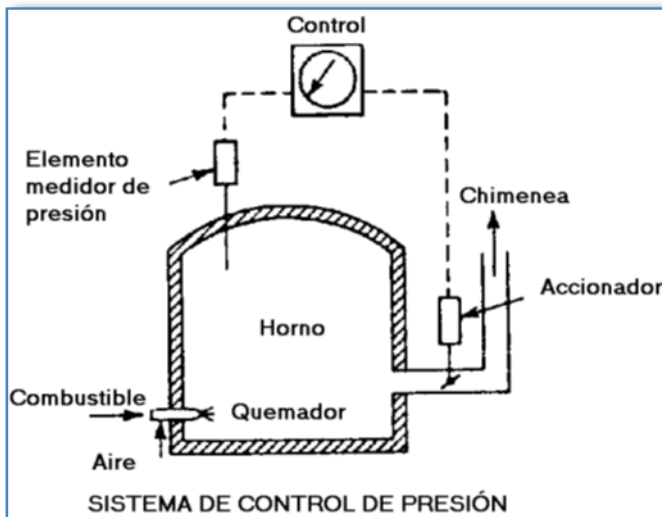 Control
Elemento
medidor de
presión
Chimenea
Accionador
Horno
Combustible
Quemador
Aire
SISTEMA DE CONTROL DE PRESIÓN